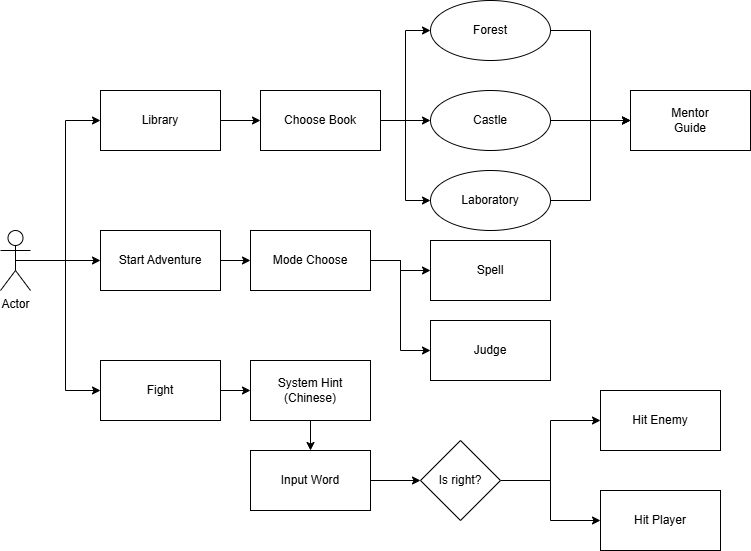 Forest
Library
Choose Book
Castle
Mentor
Guide
Laboratory
Actor
Start Adventure
Mode Choose
Spell
Judge
Fight
System Hint
(Chinese)
Input Word
Is right?
Hit Enemy
Hit Player